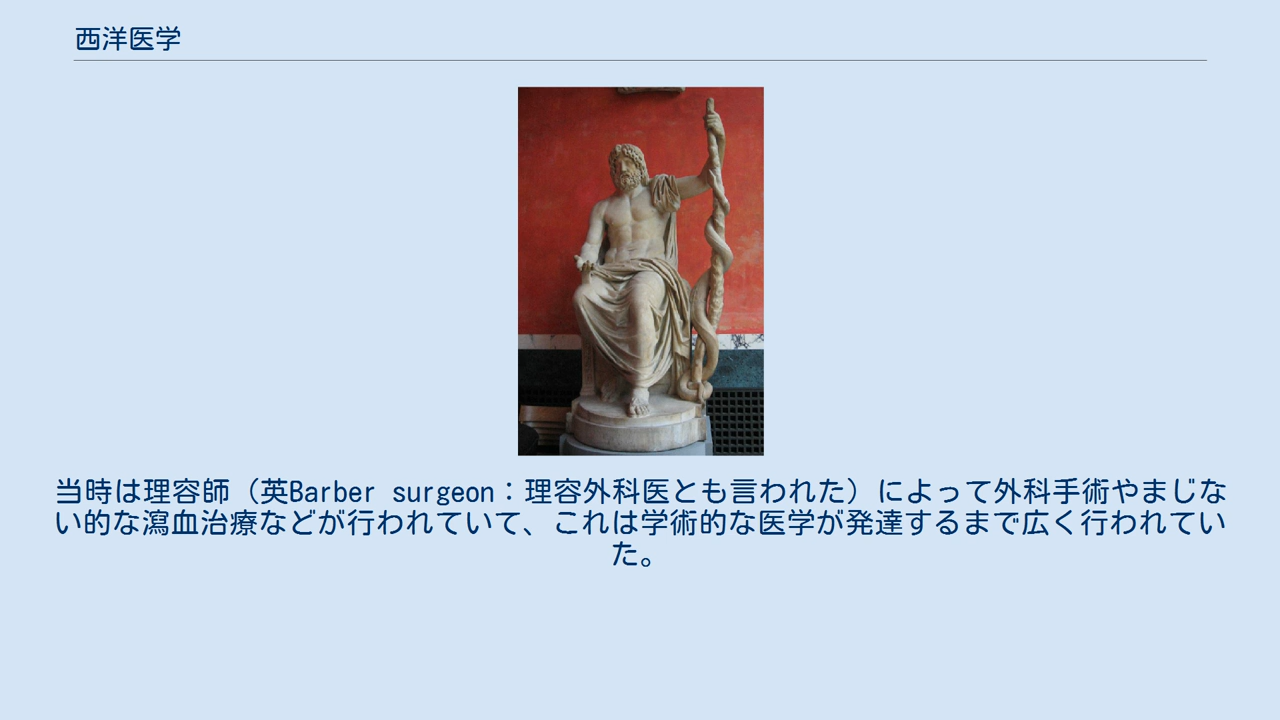 西洋医学
当時は理容師（英Barber surgeon：理容外科医とも言われた）によって外科手術やまじな
い的な瀉血治療などが行われていて、これは学術的な医学が発達するまで広く行われてい
た。